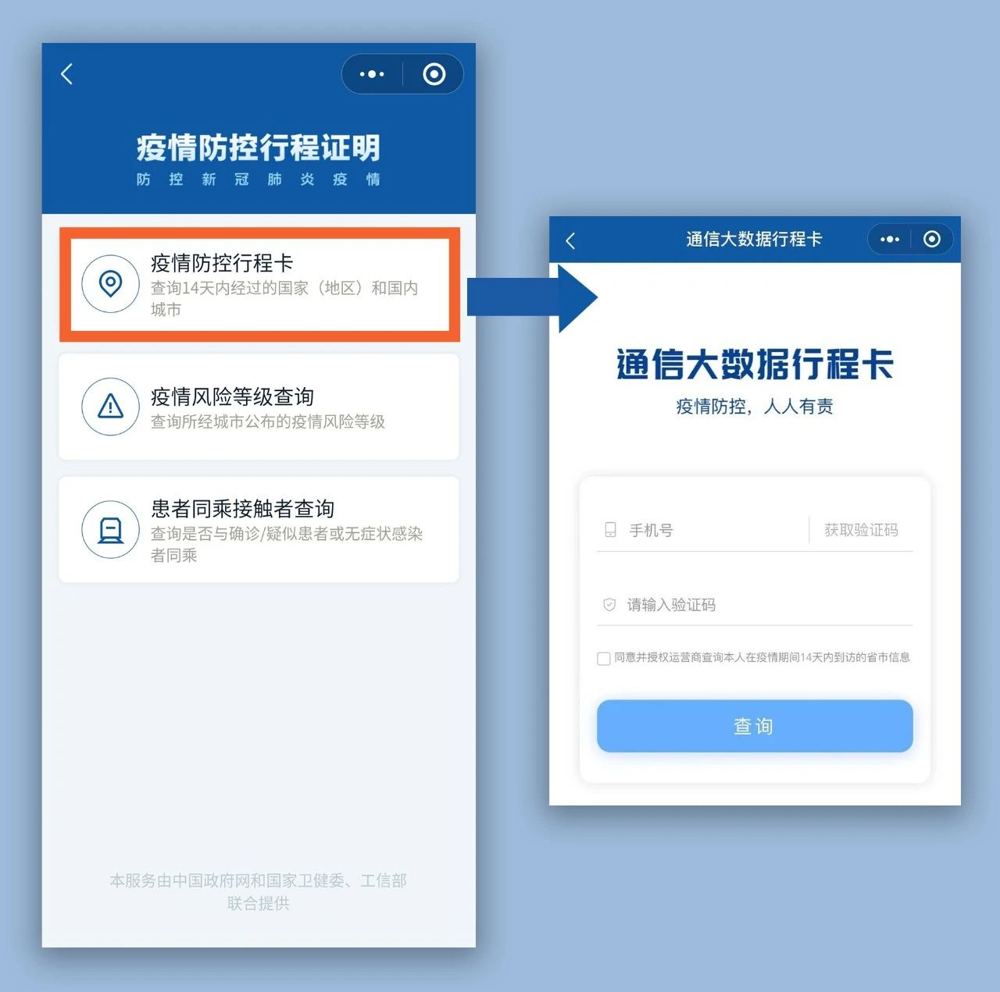 疫情防控行程证明
防控新冠肺炎疫情
疫情防控行程卡
查询14天内经过的国家（地区）和国内
城市
疫情风险等级查询
查询所经城市公布的疫情风险等级
患者同乘接触者查询
查询是否与确诊/疑似患者或无症状感染
者同乘
本服务由中国政府网和国家卫健委、工信部
联合提供
通信大数据行程卡
通信大数据行程卡
疫情防控，人人有责
手机号
获取验证码
请输入验证码
同意并授权运营商查询本人在疫情期间14天内到访的省市信息
查询